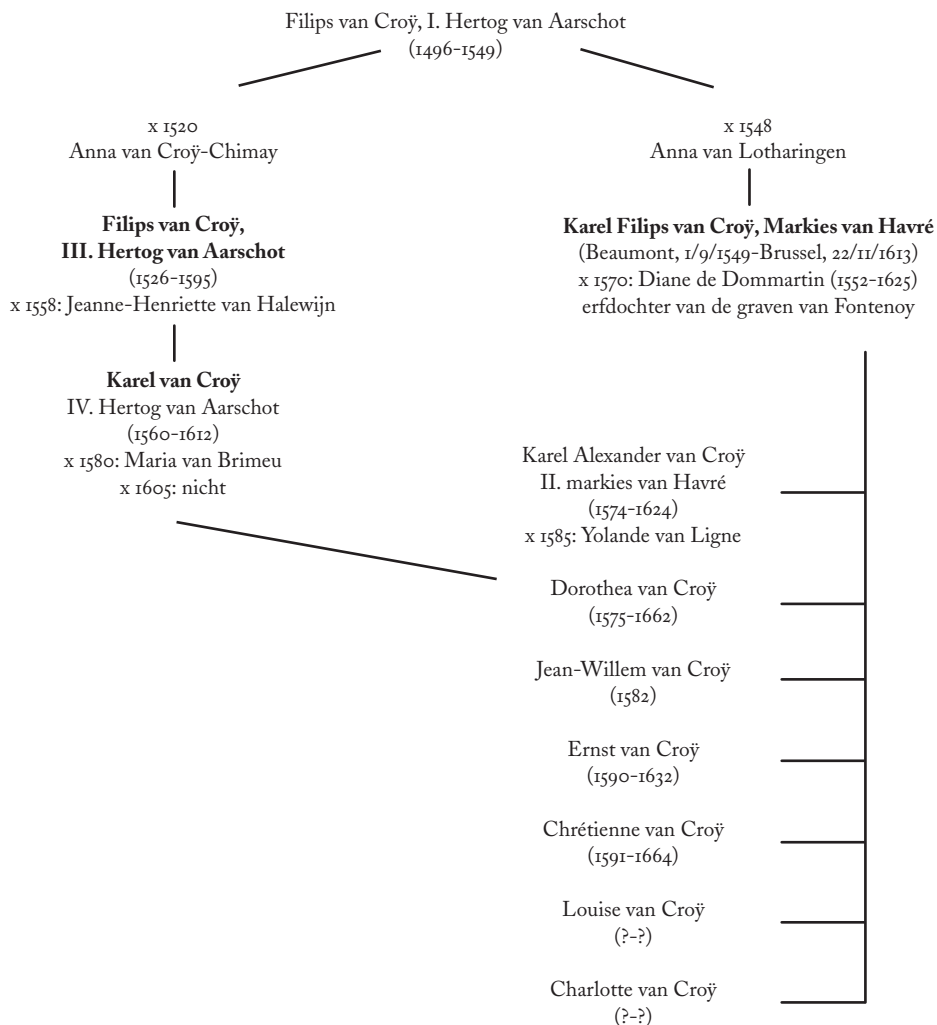 Filips van Croÿ, I. Hertog van Aarschot
(1496-1549)
x 1520
Anna van Croÿ-Chimay
x 1548
Anna van Lotharingen
Filips van Croÿ,
III. Hertog van Aarschot
(1526-1595)
x 1558: Jeanne-Henriette van Halewijn
Karel Filips van Croÿ, Markies van Havré
(Beaumont, 1/9/1549-Brussel, 22/11/1613)
x 1570: Diane de Dommartin (1552-1625)
erfdochter van de graven van Fontenoy
Karel van Croÿ
IV. Hertog van Aarschot
(1560-1612)
x 1580: Maria van Brimeu
x 1605: nicht
Karel Alexander van Croÿ
II. markies van Havré
(1574-1624)
x 1585: Yolande van Ligne
Dorothea van Croÿ
(1575-1662)
Jean-Willem van Croÿ
(1582)
Ernst van Croÿ
(1590-1632)
Chrétienne van Croÿ
(1591-1664)
Louise van Croÿ
(?-?)
Charlotte van Croÿ
(?-?)